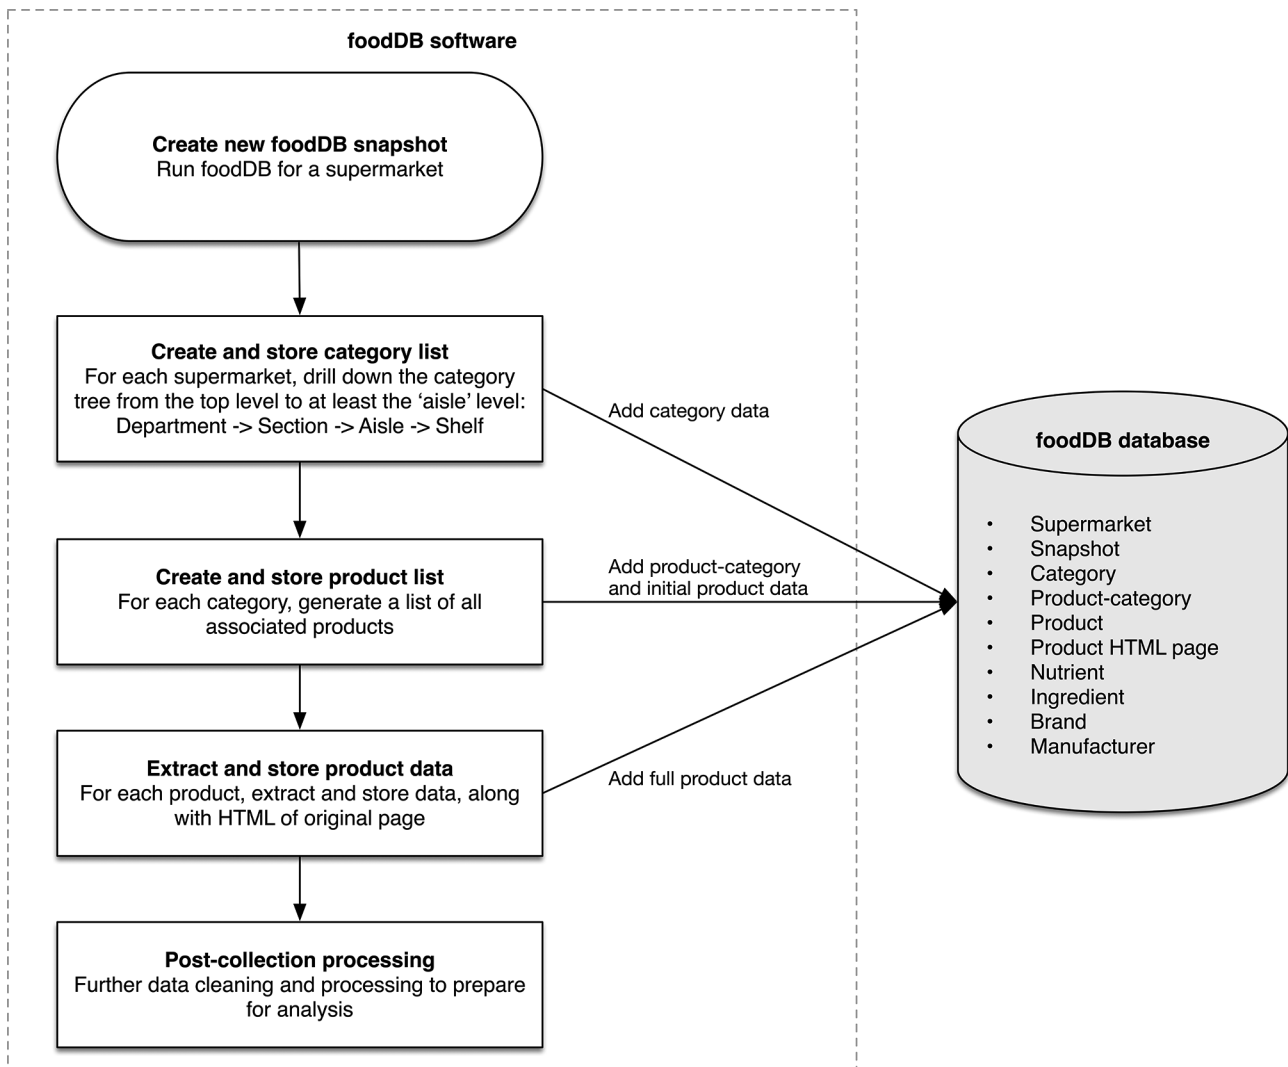 foodDB software
Create new foodDB snapshot
Run foodDB for a supermarket
Create and store category list
For each supermarket, drill down the category
tree from the top level to at least the ‘aisle’ level:
Department -> Section -> Aisle -> Shelf
Add category data
Create and store product list
For each category, generate a list of all
associated products
Add product-category
and initial product data
Extract and store product data
For each product, extract and store data, along
with HTML of original page
Add full product data
Post-collection processing
Further data cleaning and processing to prepare
for analysis
foodDB database
• Supermarket
• Snapshot
• Category
• Product-category
• Product
• Product HTML page
• Nutrient
• Ingredient
• Brand
• Manufacturer